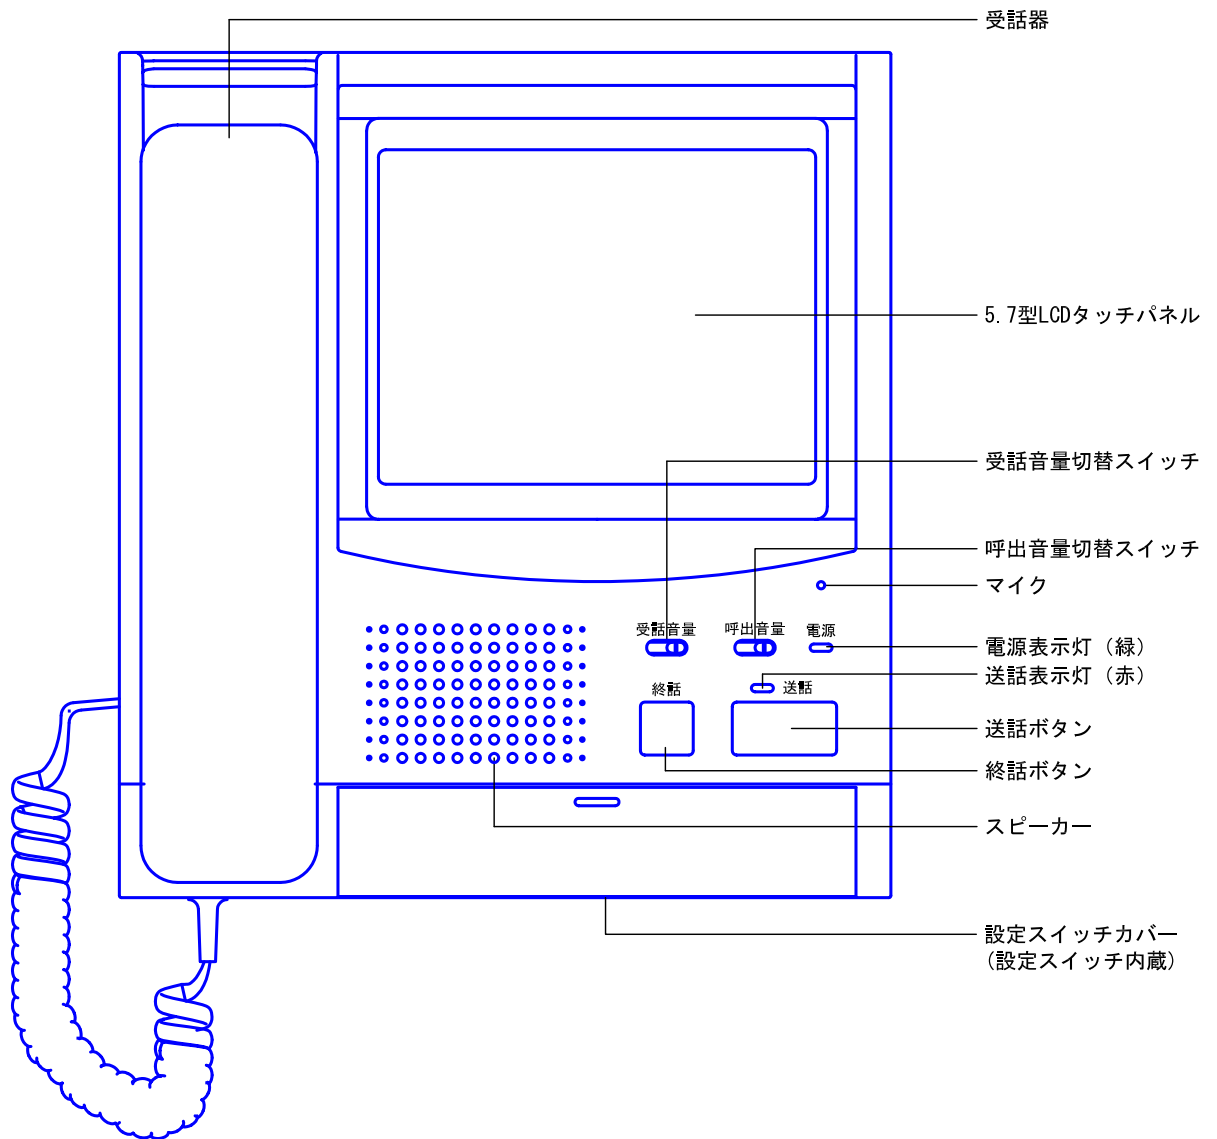 受話器
5.7型LCDタッチパネル
受話音量切替スイッチ
呼出音量切替スイッチ
マイク
受話音量
呼出音量
電源
電源表示灯（緑）
送話表示灯（赤）
終話
送話
送話ボタン
終話ボタン
スピーカー
設定スイッチカバー
（設定スイッチ内蔵）